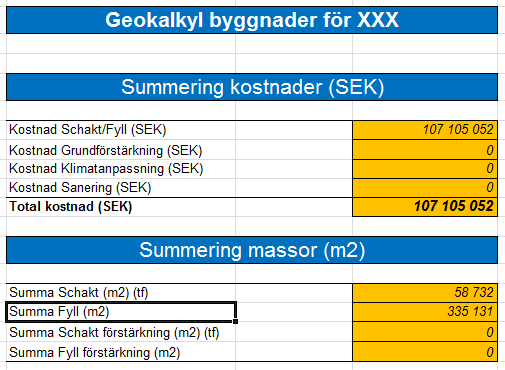 Geokalkyl byggnader för XXX
Summering kostnader (SEK)
Kostnad Schakt/Fyll (SEK) 107 105 052
Kostnad Grundförstärkning (SEK) 0
Kostnad Klimatanpassning (SEK) 0
Kostnad Sanering (SEK) 0
Total kostnad (SEK) 107 105 052
Summering massor (m2)
Summa Schakt (m2) (tf) 58 732
Summa Fyll (m2) 335 131
Summa Schakt förstärkning (m2) (tf) 0
Summa Fyll förstärkning (m2) 0